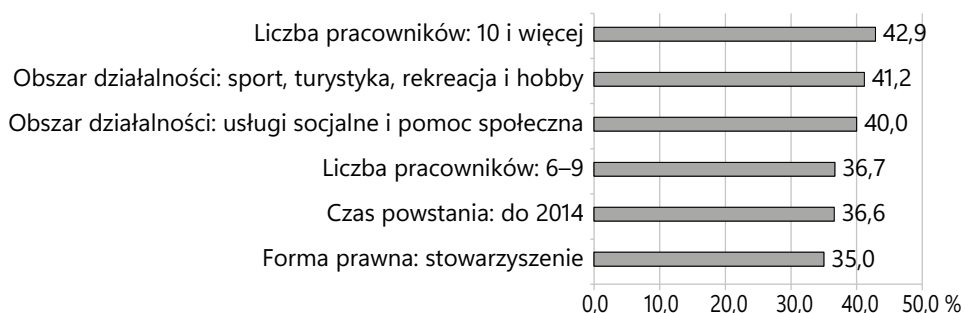 Liczba pracowników: 10 i więcej 42,9
Obszar działalności: sport, turystyka, rekreacja i hobby 41,2
Obszar działalności: usługi socjalne i pomoc społeczna 40,0
Liczba pracowników: 6–9 36,7
Czas powstania: do 2014 36,6
Forma prawna: stowarzyszenie 35,0
0,0 10,0 20,0 30,0 40,0 50,0 %